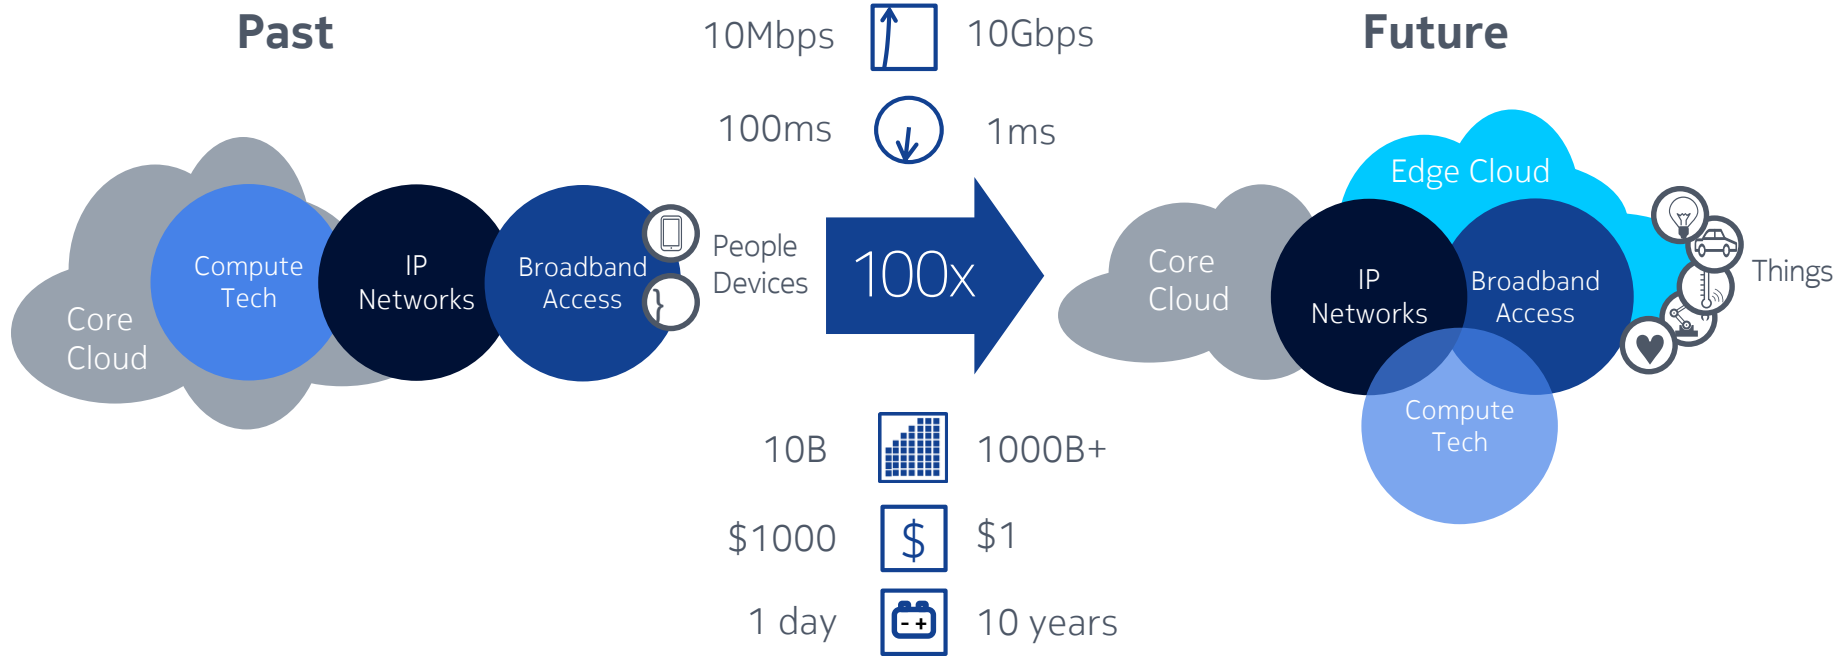 Past
10Mbps
10Gbps
Future
100ms
1ms
Core
Cloud
Compute
Tech
IP
Networks
Broadband
Access
}
People
Devices
100x
Core
Cloud
Edge Cloud
IP
Networks
Broadband
Access
Compute
Tech
Things
10B
1000B+
$1000
$
$1
1 day
- +
10 years